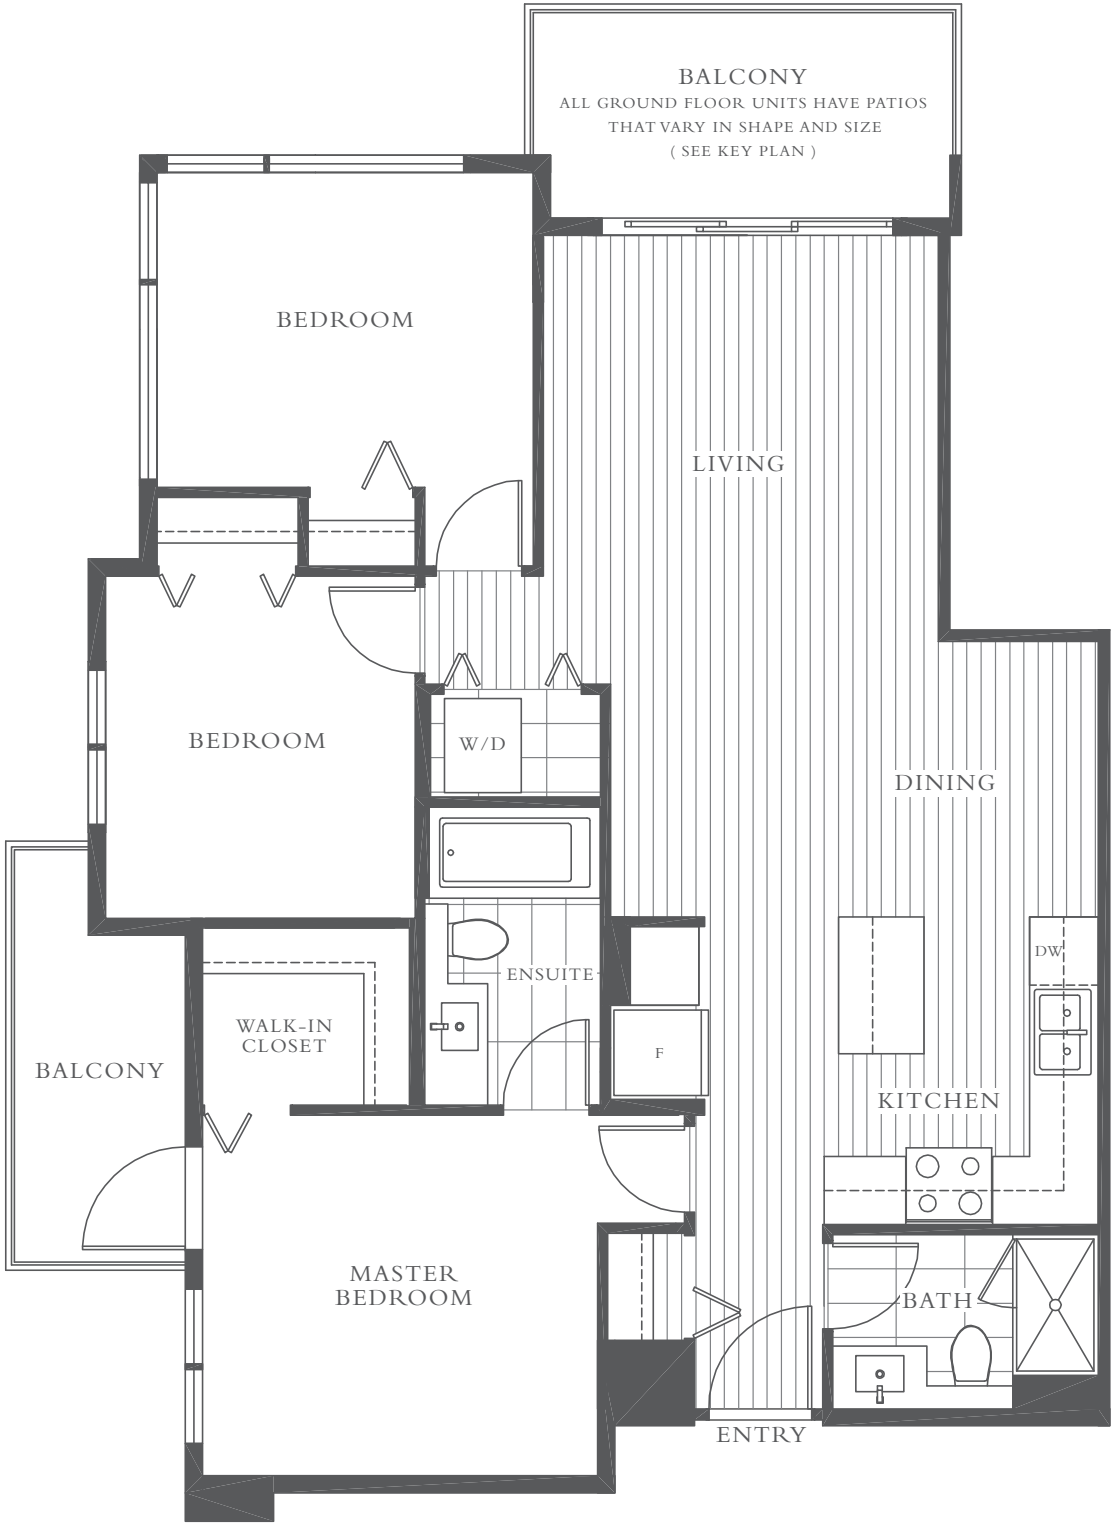 BALCONY
ALL GROUND FLOOR UNITS HAVE PATIOS
THAT VARY IN SHAPE AND SIZE
( SEE KEY PLAN )
BEDROOM
LIVING
BEDROOM
W/D
DINING
DW
ENSUITE
WALK-IN
CLOSET
F
BALCONY
KITCHEN
MASTER
BEDROOM
BATH
ENTRY